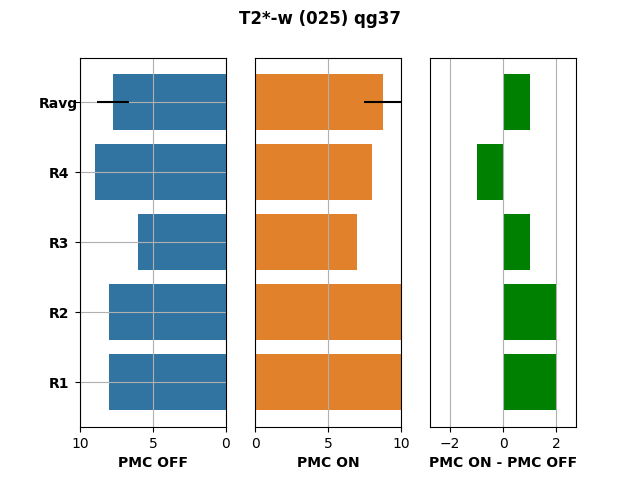 T2*-w (025) qg37
Ravg
R4
R3
R2
R1
10 5 0
0 5 10
−2 0 2
PMC OFF
PMC ON
PMC ON - PMC OFF